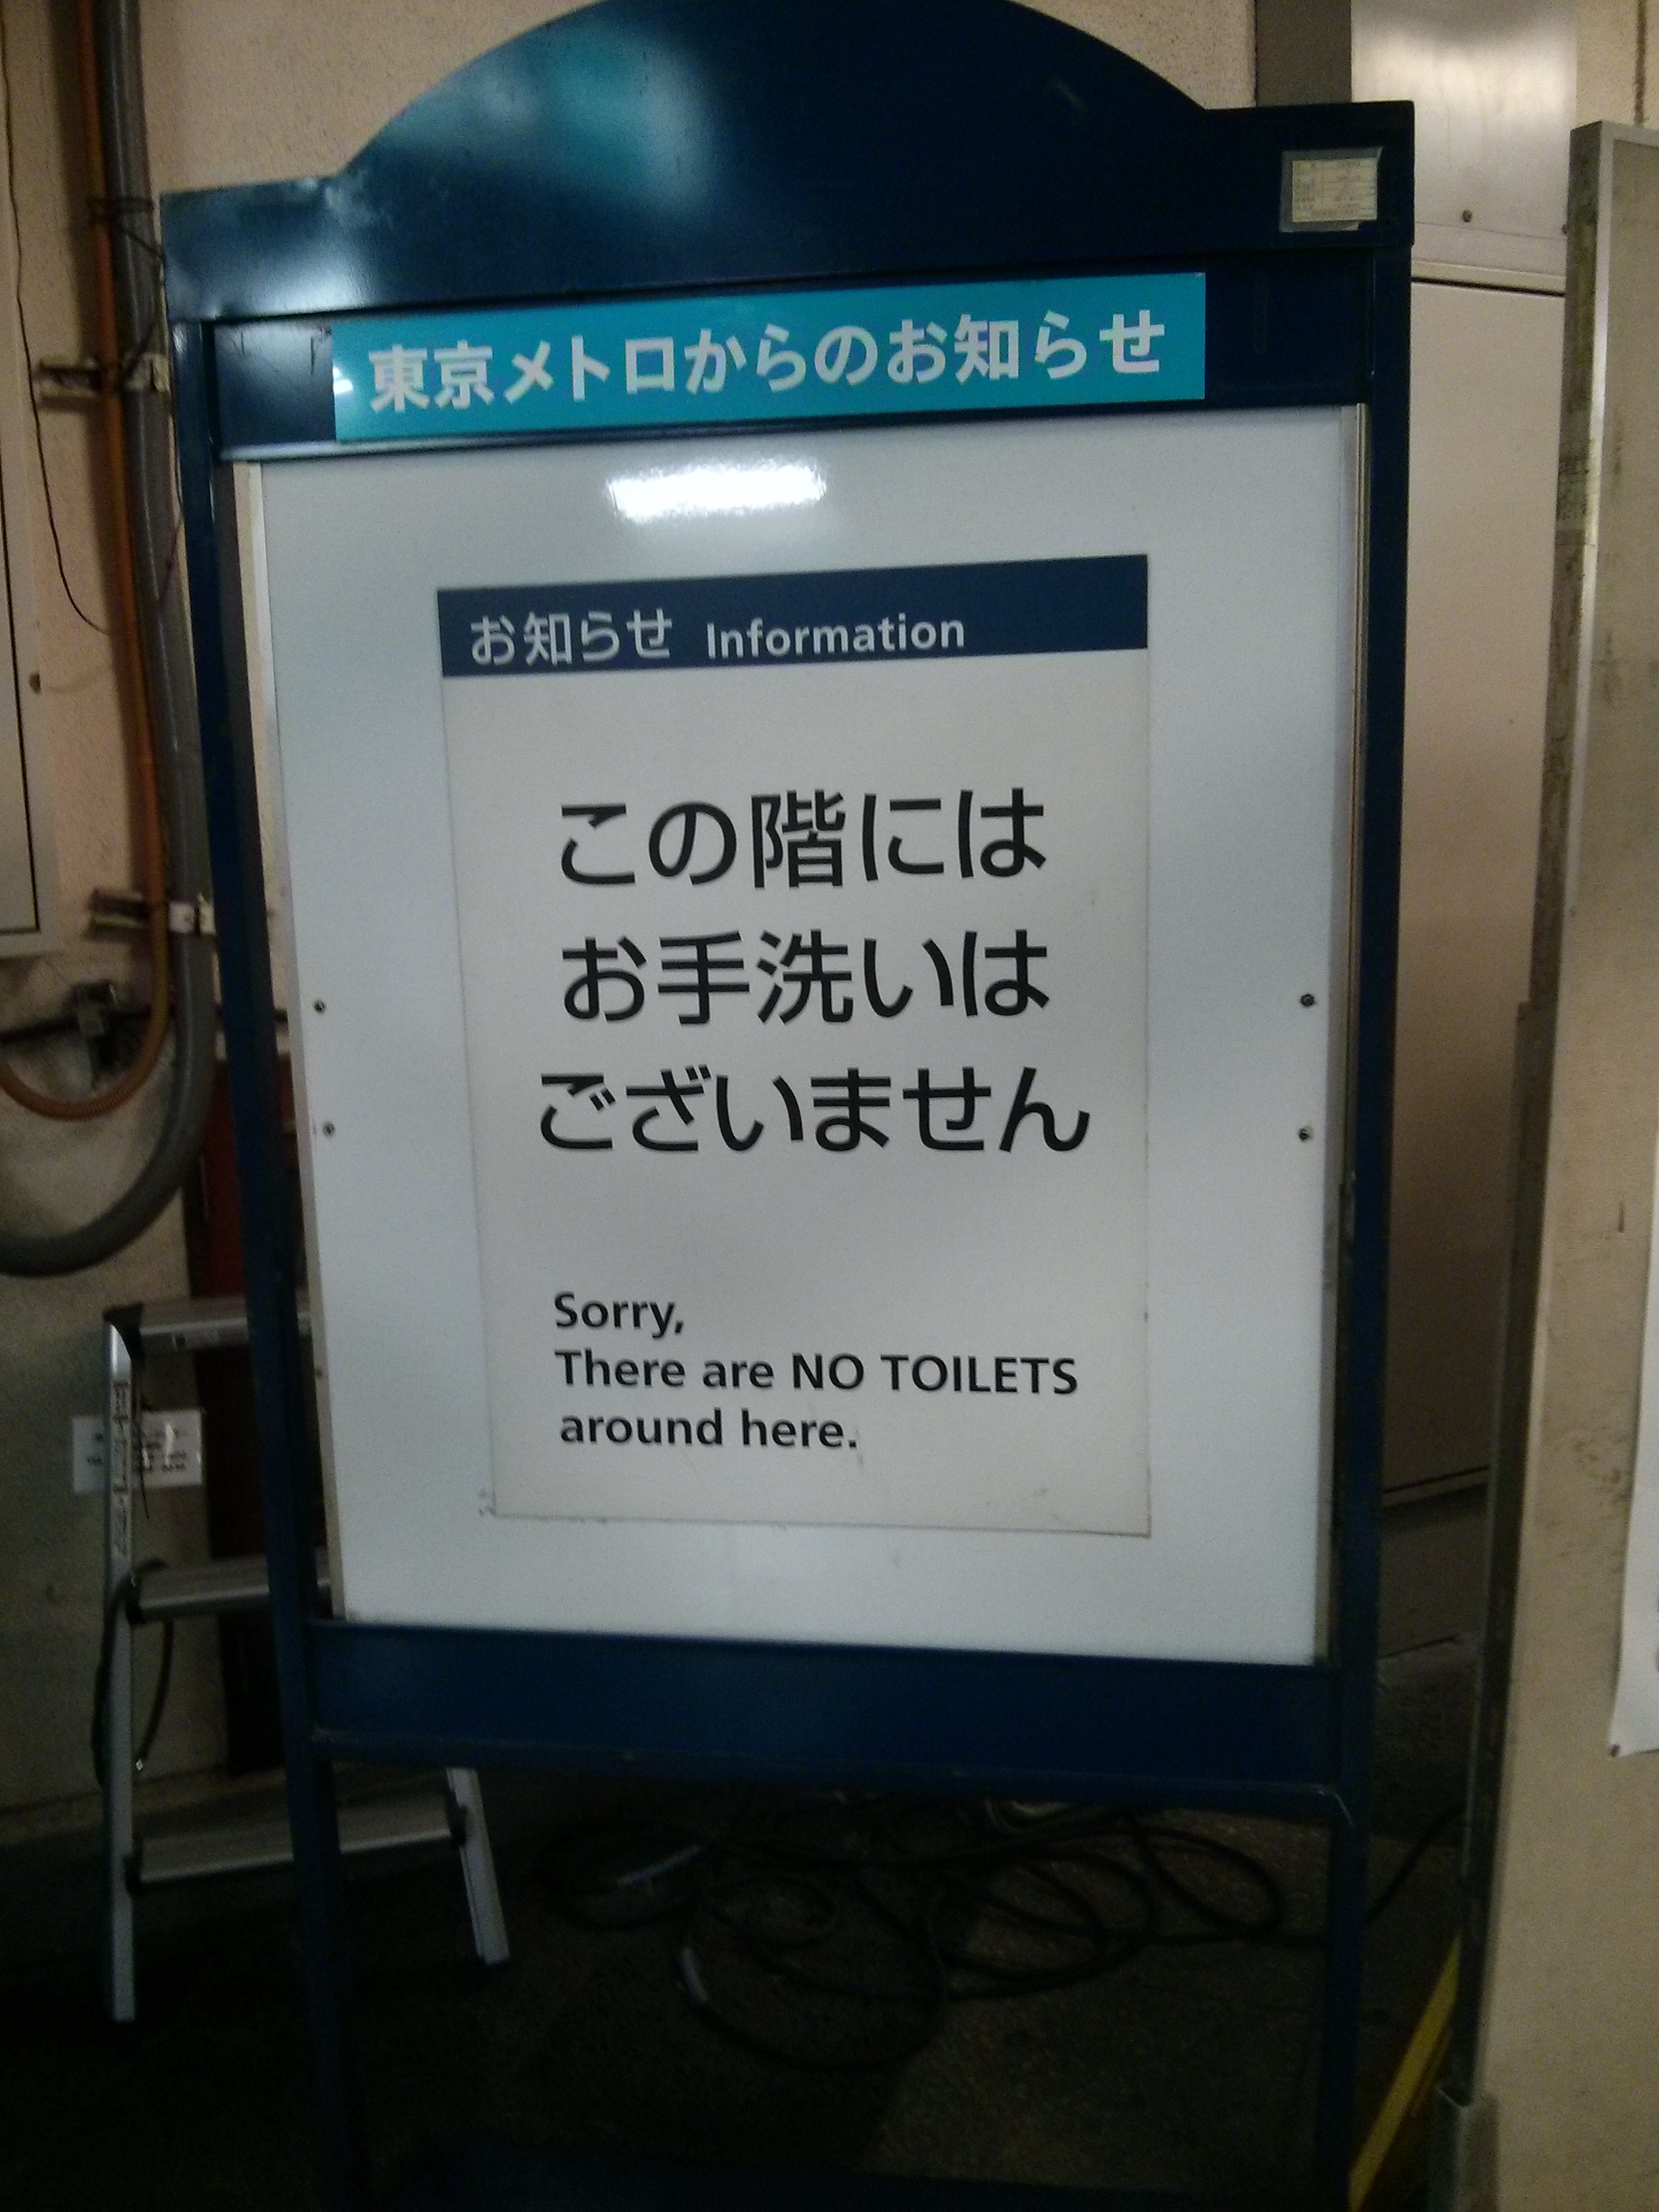 東京メトロからのお知らせ
お知らせ Information
この階には
お手洗いは
ございません
Sorry,
There are NO TOILETS
around here.